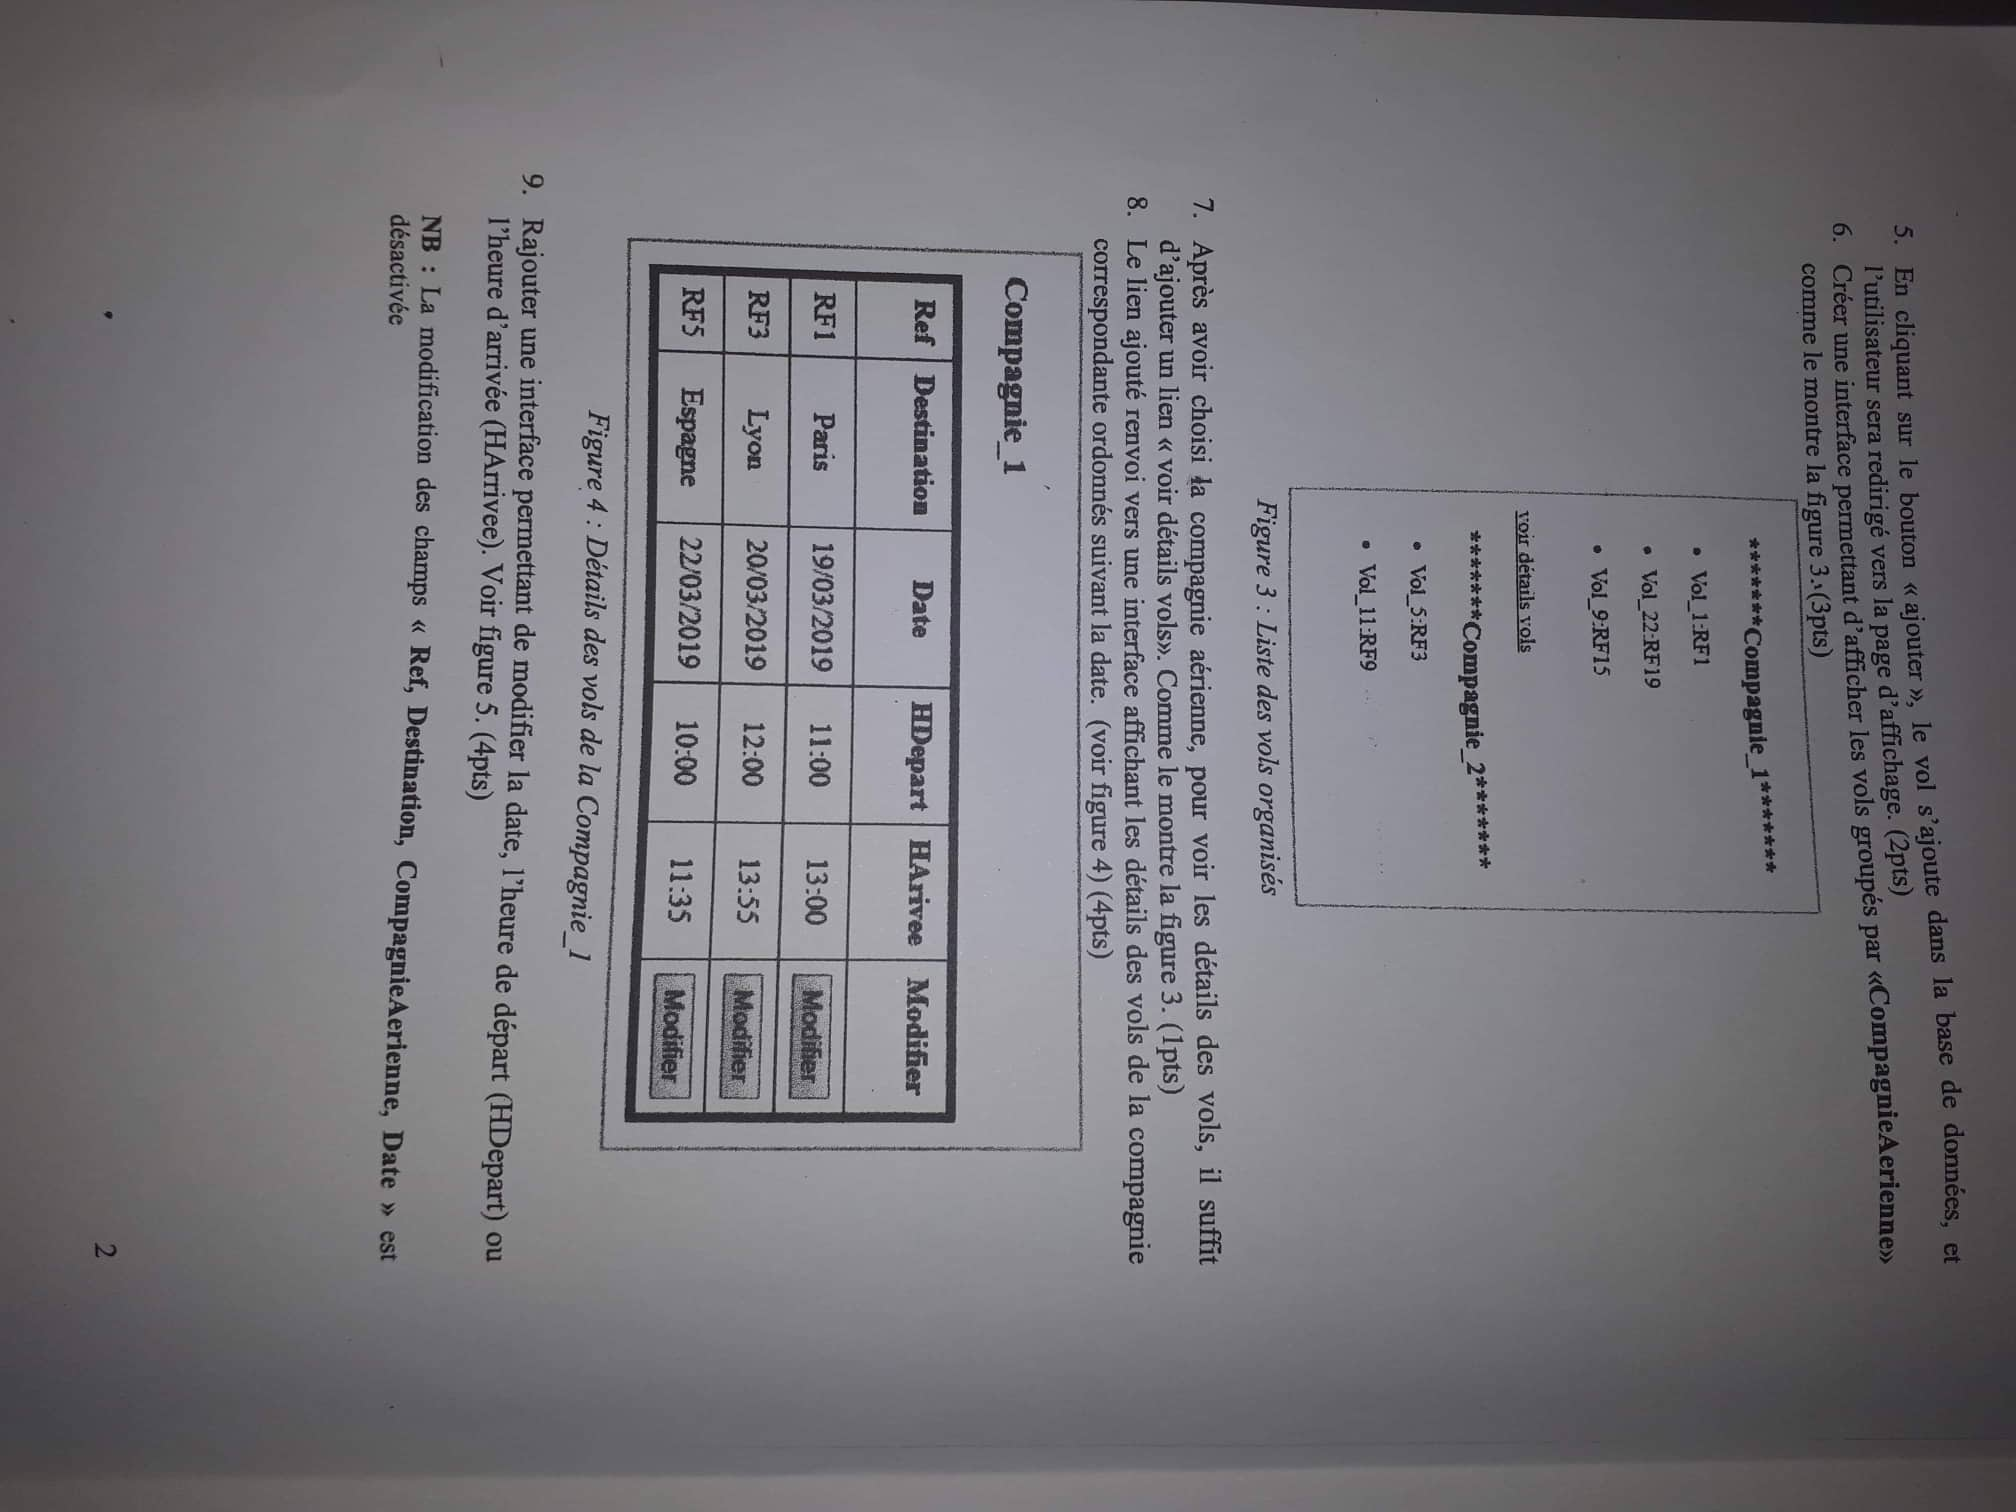 5. En cliquant sur le bouton « ajouter », le vol s'ajoute dans la base de données, et
l'utilisateur sera redirigé vers la page d'affichage. (2pts)
6. Créer une interface permettant d'afficher les vols groupés par «CompagnieAerienne»
comme le montre la figure 3. (3pts)
******Compagnie_1*******
• Vol_1:RF1
• Vol_22:RF19
• Vol_9:RF15
voir détails vols
*******Compagnie_2*******
• Vol_5:RF3
• Vol_11:RF9
Figure 3 : Liste des vols organisés
7. Après avoir choisi la compagnie aérienne, pour voir les détails des vols, il suffit
d'ajouter un lien « voir détails vols». Comme le montre la figure 3. (1pts)
8. Le lien ajouté renvoi vers une interface affichant les détails des vols de la compagnie
correspondante ordonnés suivant la date. (voir figure 4) (4pts)
Compagnie_1
Ref Destination Date HDepart HArivee Modifier
RF1 Paris 19/03/2019 11:00 13:00 Modifier
RF3 Lyon 20/03/2019 12:00 13:55 Modifier
RF5 Espagne 22/03/2019 10:00 11:35 Modifier
Figure 4 : Détails des vols de la Compagnie_1
9. Rajouter une interface permettant de modifier la date, l'heure de départ (HDepart) ou
l'heure d'arrivée (HArrivee). Voir figure 5. (4pts)
NB : La modification des champs « Ref, Destination, CompagnieAerienne, Date » est
désactivée
2